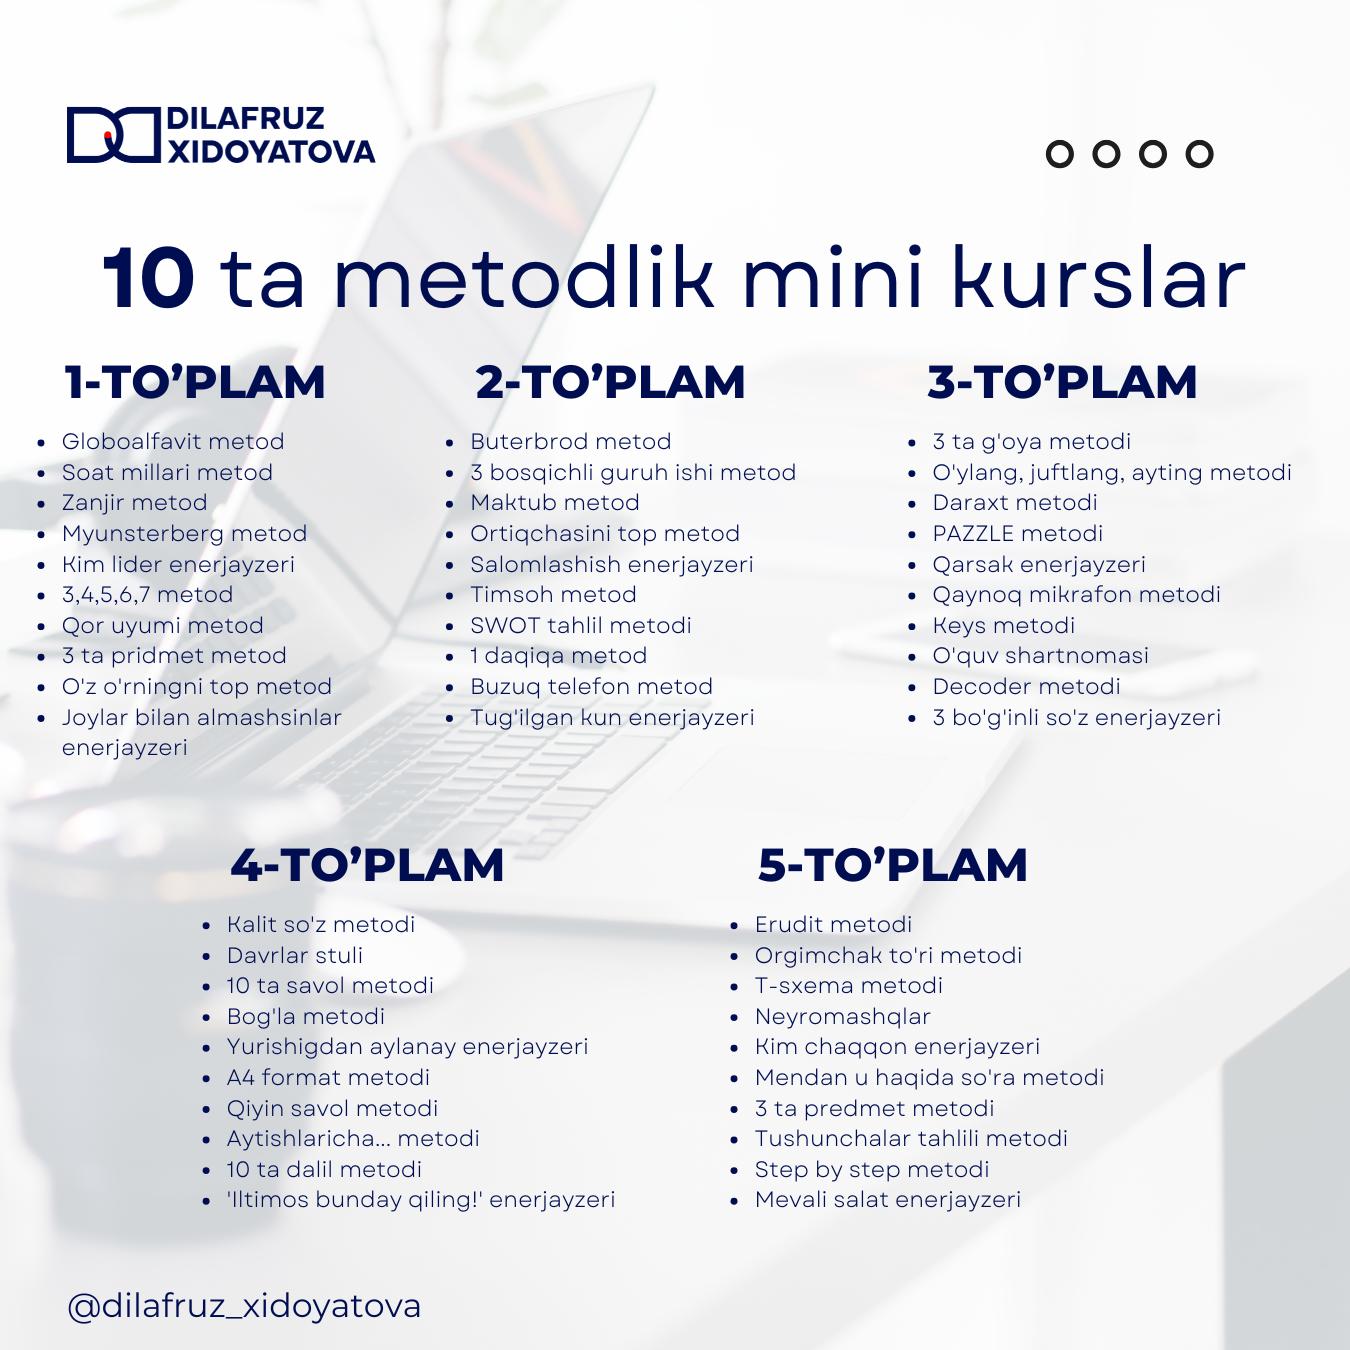 DILAFRUZ
XIDOYATOVA
10 ta metodlik mini kurslar
1-TO’PLAM
Globoalfavit metod
Soat millari metod
Zanjir metod
Myunsterberg metod
Kim lider enerjayzeri
3,4,5,6,7 metod
Qor uyumi metod
3 ta pridmet metod
O'z o'rningni top metod
Joylar bilan almashsinlar
enerjayzeri
2-TO’PLAM
Buterbrod metod
3 bosqichli guruh ishi metod
Maktub metod
Ortiqchasini top metod
Salomlashish enerjayzeri
Timsoh metod
SWOT tahlil metodi
1 daqiqa metod
Buzuq telefon metod
Tug'ilgan kun enerjayzeri
3-TO’PLAM
3 ta g'oya metodi
O'ylang, juftlang, ayting metodi
Daraxt metodi
PAZZLE metodi
Qarsak enerjayzeri
Qaynoq mikrafon metodi
Keys metodi
O'quv shartnomasi
Decoder metodi
3 bo'g'inli so'z enerjayzeri
4-TO’PLAM
Kalit so'z metodi
Davrlar stuli
10 ta savol metodi
Bog'la metodi
Yurishigdan aylanay enerjayzeri
A4 format metodi
Qiyin savol metodi
Aytishlaricha... metodi
10 ta dalil metodi
'Iltimos bunday qiling!' enerjayzeri
5-TO’PLAM
Erudit metodi
Orgimchak to'ri metodi
T-sxema metodi
Neyromashqlar
Kim chaqqon enerjayzeri
Mendan u haqida so'ra metodi
3 ta predmet metodi
Tushunchalar tahlili metodi
Step by step metodi
Mevali salat enerjayzeri
@dilafruz_xidoyatova